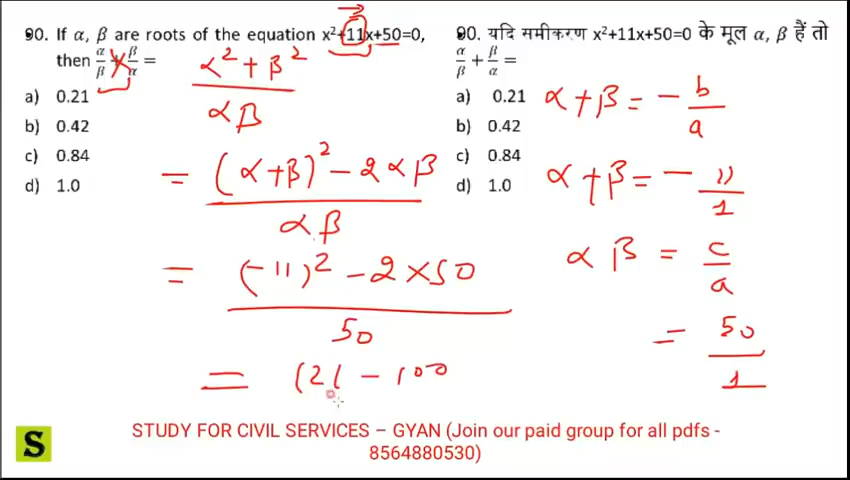 90. If α, β are roots of the equation x²+11x+50=0,
then α/β + β/α =
a) 0.21
b) 0.42
c) 0.84
d) 1.0
α² + β² / αβ
= (α+β)² - 2αβ / αβ
= (-11)² - 2×50 / 50
= 121 - 100
90. यदि समीकरण x²+11x+50=0 के मूल α, β हैं तो
α/β + β/α =
a) 0.21
b) 0.42
c) 0.84
d) 1.0
α+β = - b/a
α+β = - 11/1
αβ = c/a
= 50/1
S
STUDY FOR CIVIL SERVICES – GYAN (Join our paid group for all pdfs -
8564880530)